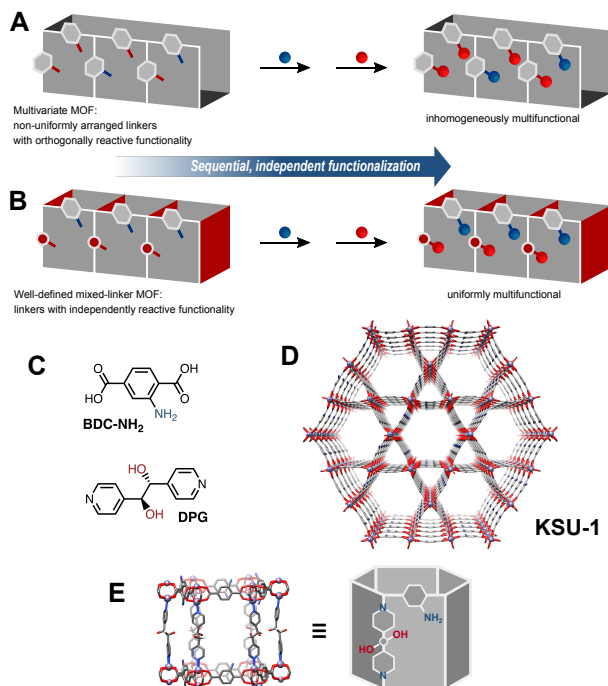 A
Multivariate MOF:
non-uniformly arranged linkers
with orthogonally reactive functionality
inhomogeneously multifunctional
Sequential, independent functionalization
B
Well-defined mixed-linker MOF:
linkers with independently reactive functionality
uniformly multifunctional
C
O
OH
OH
O
NH2
BDC-NH2
HO
N
N
OH
DPG
D
KSU-1
E
≡
N
NH2
OH
HO
N